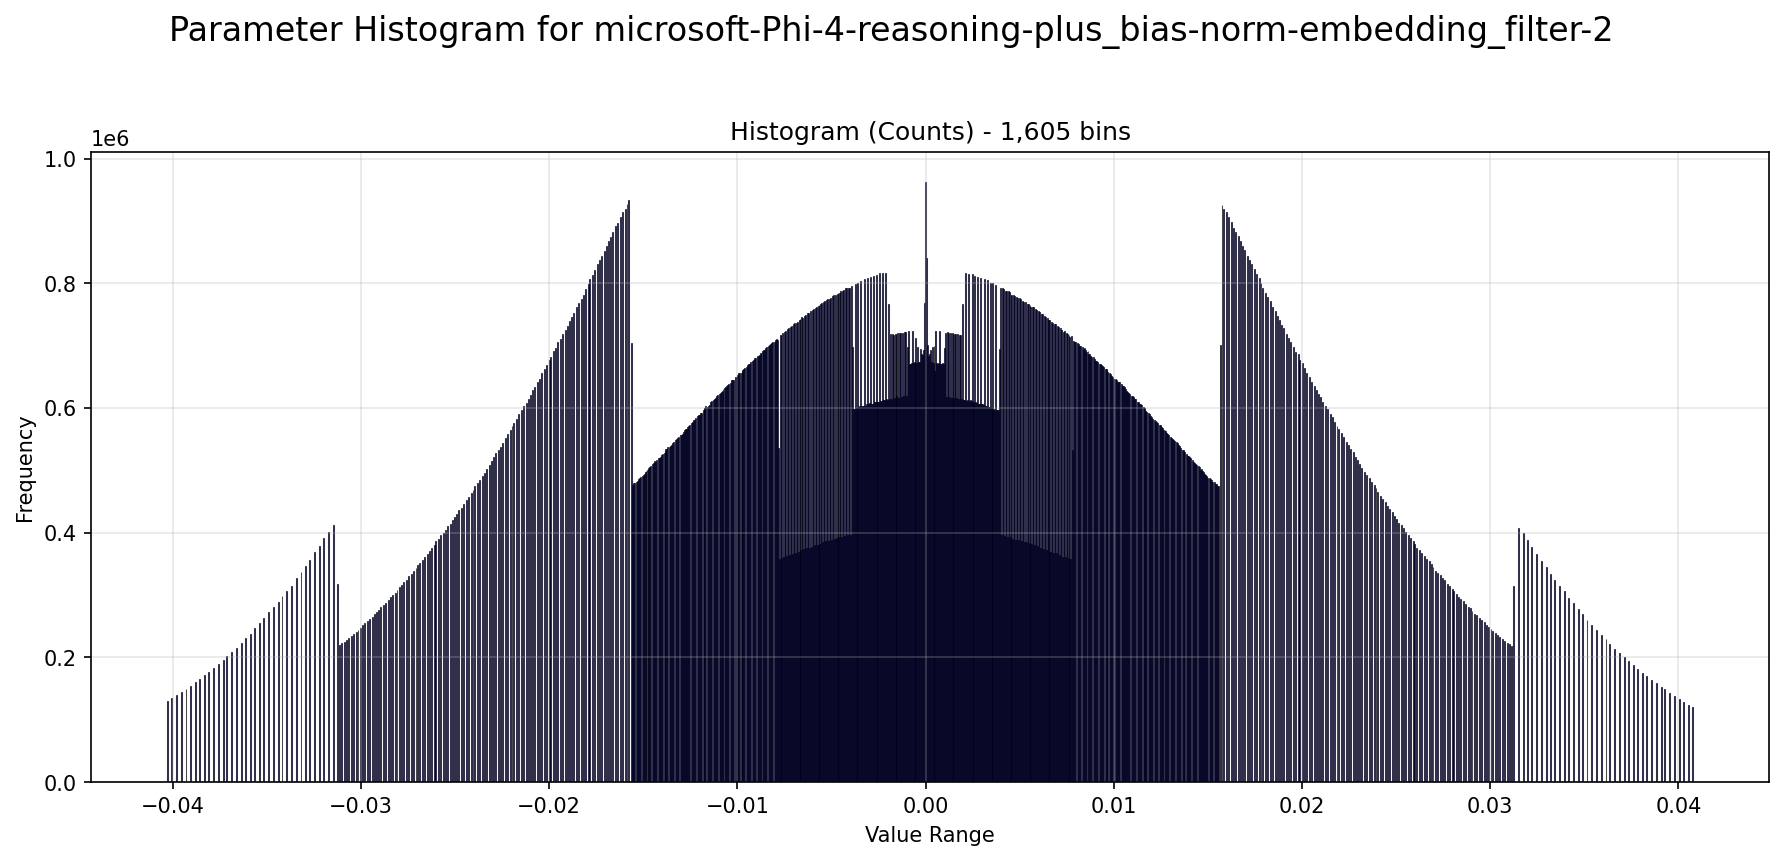 Parameter Histogram for microsoft-Phi-4-reasoning-plus_bias-norm-embedding_filter-2
Histogram (Counts) - 1,605 bins
1e6
1.0
0.8
0.6
0.4
0.2
0.0
Frequency
−0.04 −0.03 −0.02 −0.01 0.00 0.01 0.02 0.03 0.04
Value Range